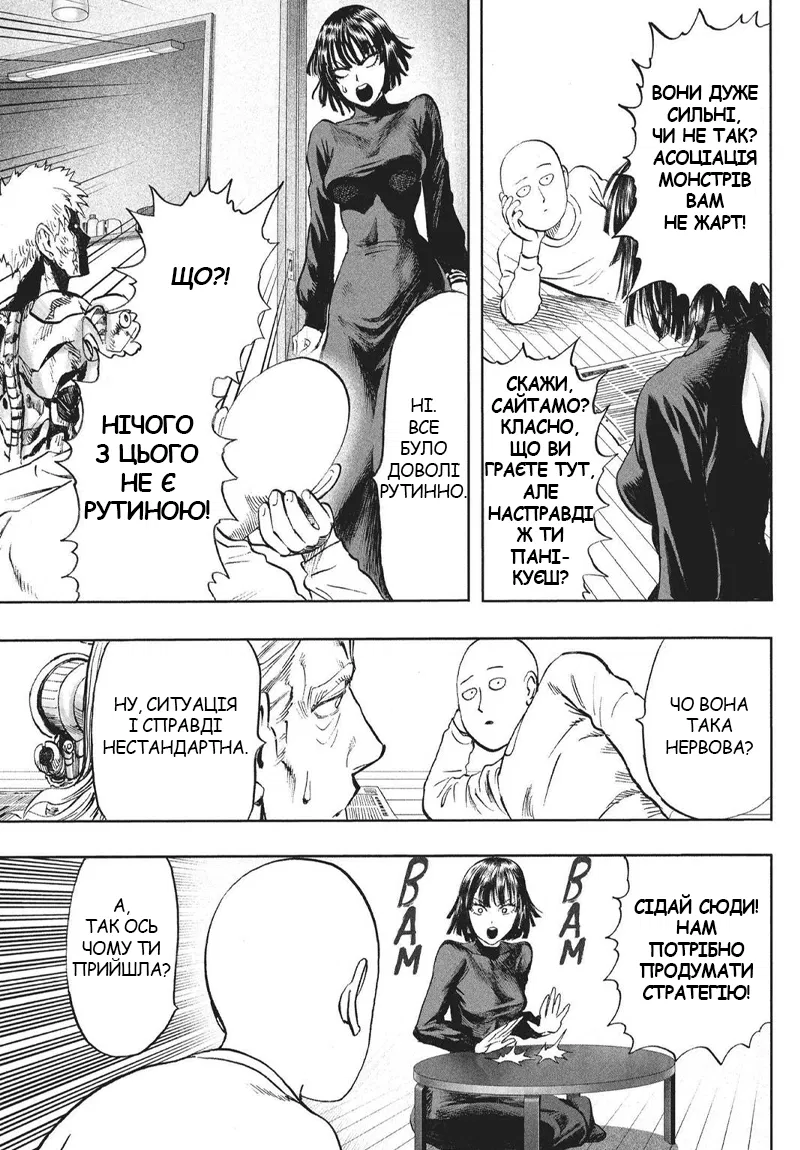 ВОНИ ДУЖЕ
СИЛЬНІ,
ЧИ НЕ ТАК?
АСОЦІАЦІЯ
МОНСТРІВ
ВАМ
НЕ ЖАРТ!
СКАЖИ,
САЙТАМО?
КЛАСНО,
ЩО ВИ
ГРАЄТЕ ТУТ,
АЛЕ
НАСПРАВДІ
Ж ТИ
ПАНІ-
КУЄШ?
НІ.
ВСЕ
БУЛО
ДОВОЛІ
РУТИННО.
ЩО?!
НІЧОГО
З ЦЬОГО
НЕ Є
РУТИНОЮ!
ЧО ВОНА
ТАКА
НЕРВОВА?
НУ, СИТУАЦІЯ
І СПРАВДІ
НЕСТАНДАРТНА.
СІДАЙ СЮДИ!
НАМ
ПОТРІБНО
ПРОДУМАТИ
СТРАТЕГІЮ!
ВАМ
ВАМ
А,
ТАК ОСЬ
ЧОМУ ТИ
ПРИЙШЛА?